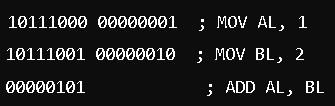 10111000 00000001 ; MOV AL, 1
10111001 00000010 ; MOV BL, 2
00000101 ; ADD AL, BL